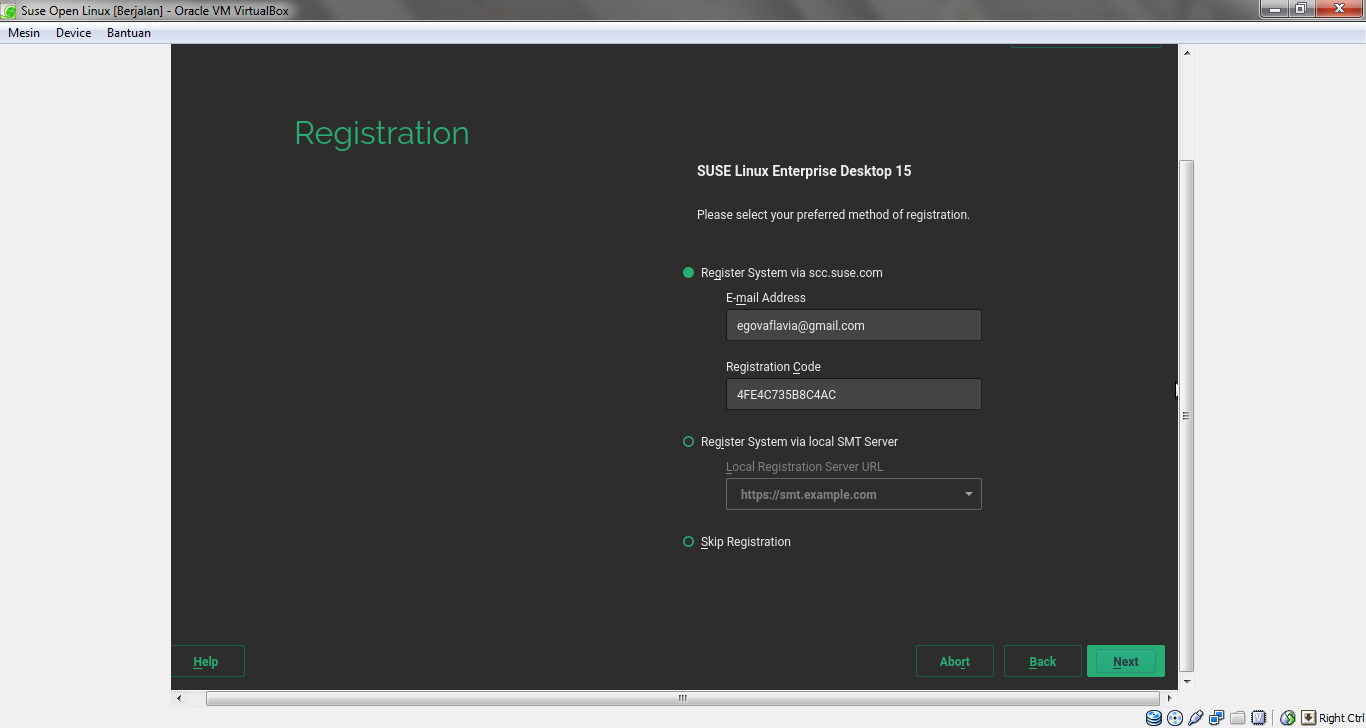 Suse Open Linux [Berjalan] - Oracle VM VirtualBox
Mesin Device Bantuan
Registration
SUSE Linux Enterprise Desktop 15
Please select your preferred method of registration.
Register System via scc.suse.com
E-mail Address
egovaflavia@gmail.com
Registration Code
4FE4C735B8C4AC
Register System via local SMT Server
Local Registration Server URL
https://smt.example.com
Skip Registration
Help Abort Back Next
Right Ctrl